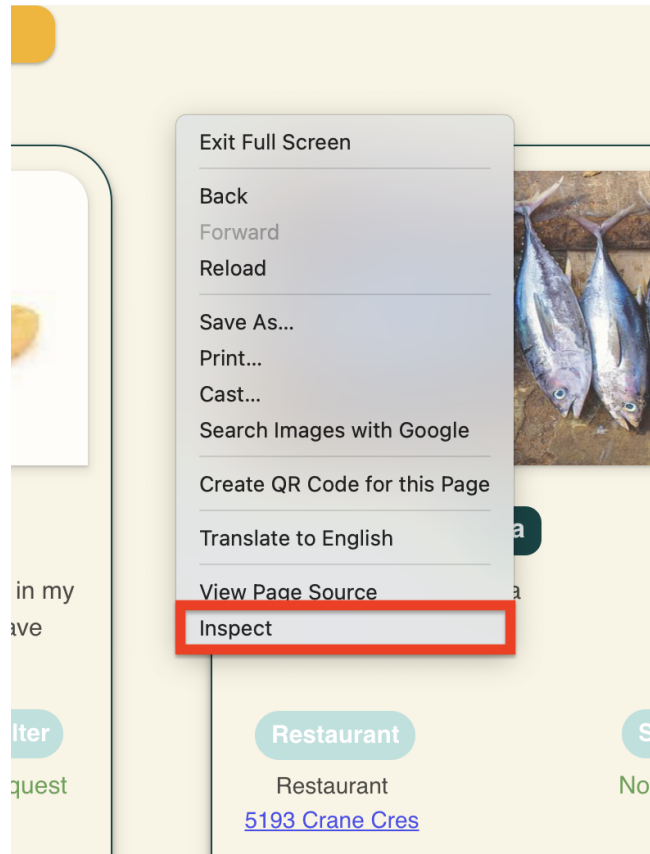 Exit Full Screen
Back
Forward
Reload
Save As...
Print...
Cast...
Search Images with Google
Create QR Code for this Page
Translate to English
View Page Source
Inspect
in my
ave
lter
quest
a
a
Restaurant
Restaurant
5193 Crane Cres
S
No